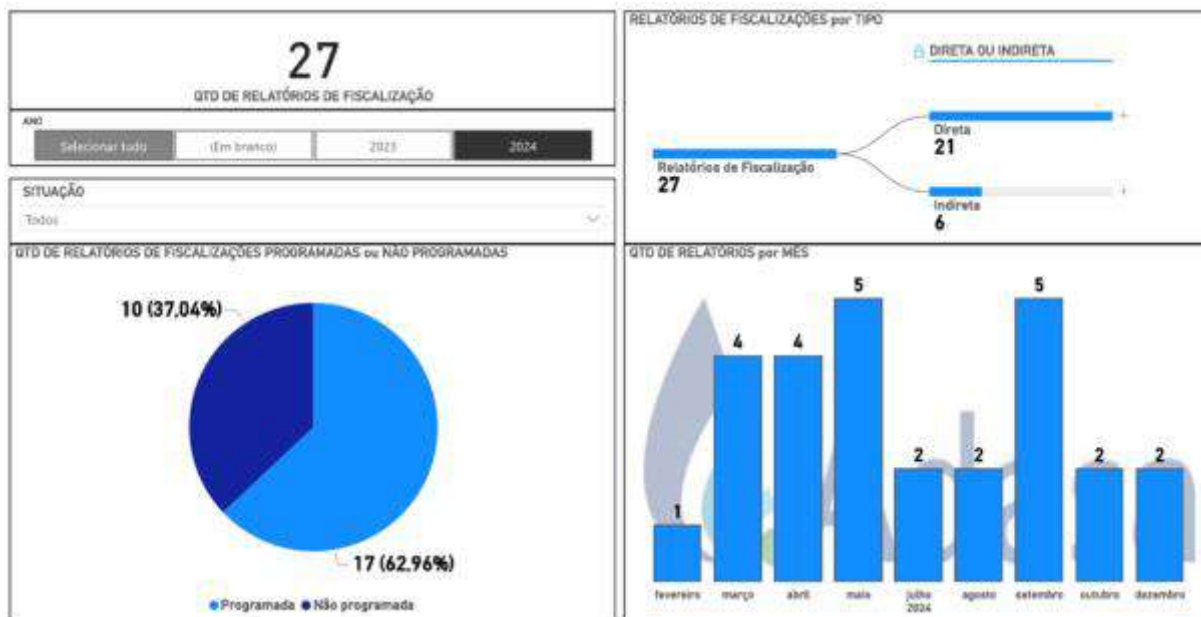 27
QTD DE RELATÓRIOS DE FISCALIZAÇÃO
ANO
Selecionar tudo
(Em branco)
2023
2024
SITUAÇÃO
Todos
RELATÓRIOS DE FISCALIZAÇÕES por TIPO
DIRETA OU INDIRETA
Relatórios de Fiscalização
27
Direta
21
Indireta
6
QTD DE RELATÓRIOS DE FISCALIZAÇÕES PROGRAMADAS ou NÃO PROGRAMADAS
10 (37,04%)
17 (62,96%)
Programada Não programada
QTD DE RELATÓRIOS por MÊS
1 4 4 5 2 2 5 2 2
fevereiro março abril maio julho agosto setembro outubro dezembro
2024